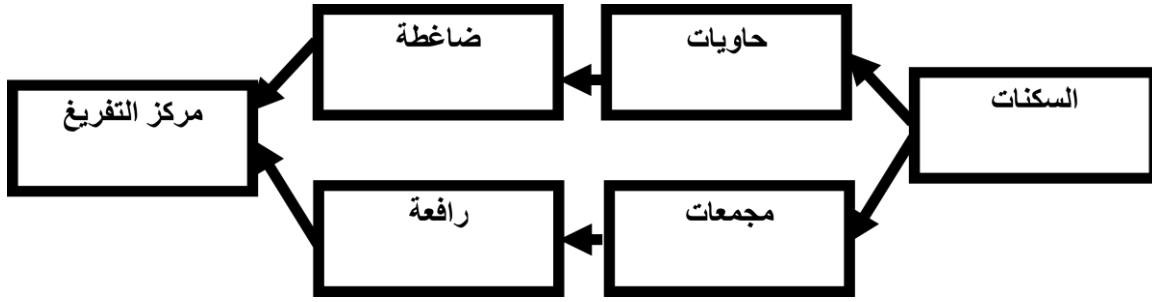 السكنات
حاويات
ضاغطة
مجمعات
رافعة
مركز التفريغ